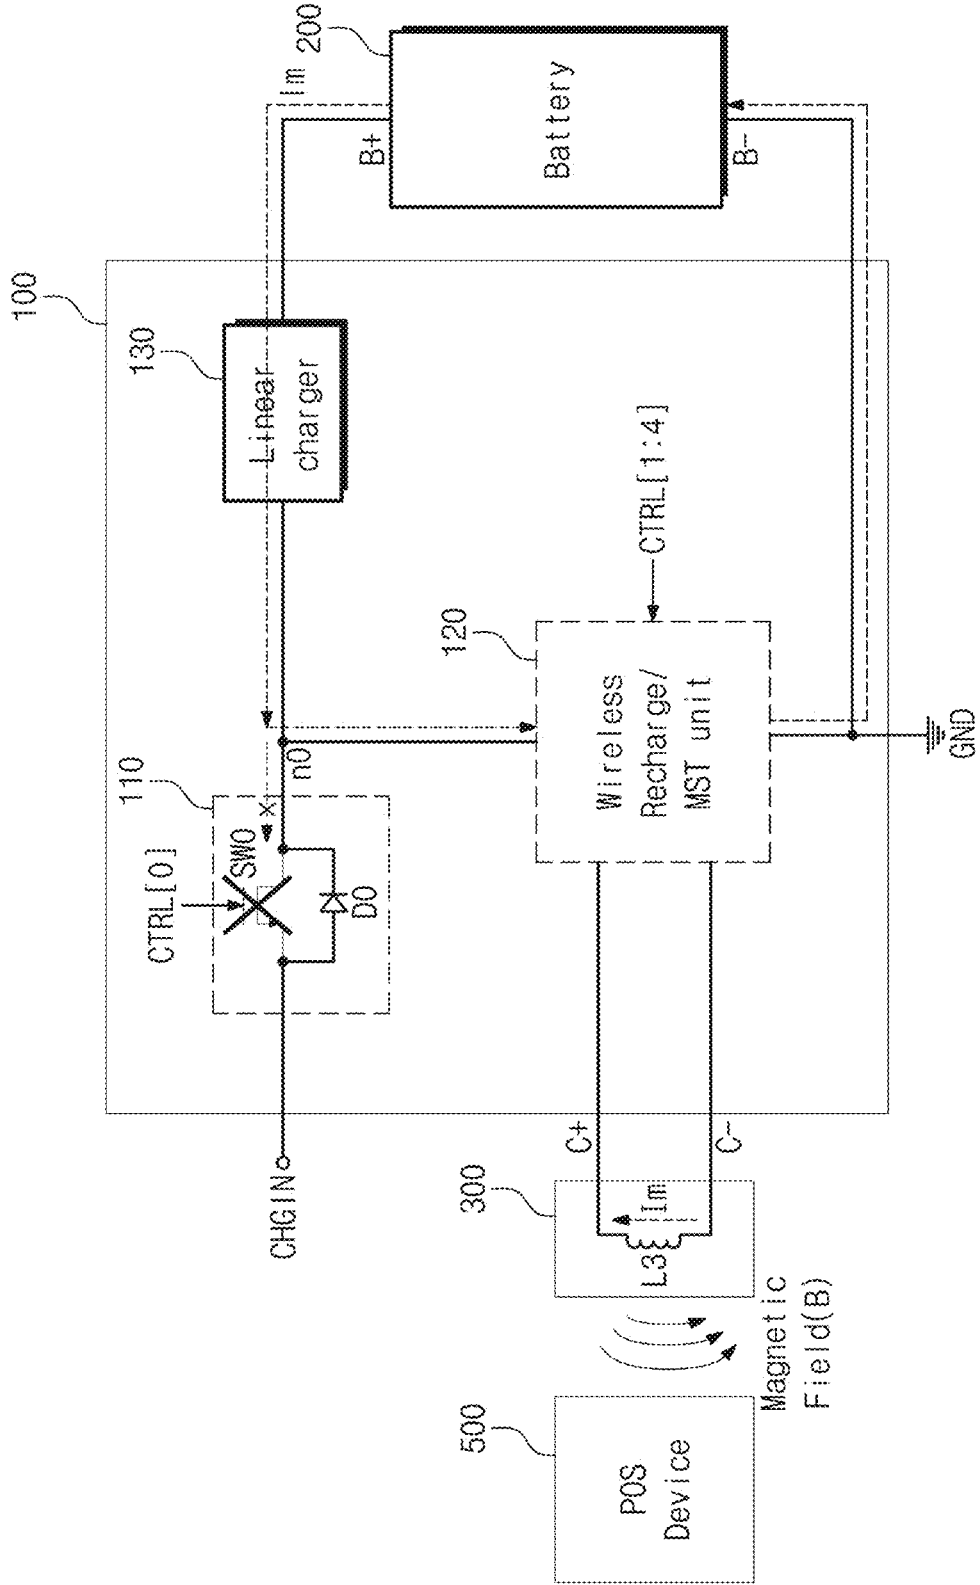 100
CTRL[0]
110
130
Im
200
SW0
x
Linear
charger
CHGIN
n0
D0
B+
Battery
B-
120
CTRL[1:4]
300
C+
Wireless
Recharge/
MST unit
500
L3
Im
C-
POS
Device
Magnetic
Field(B)
GND